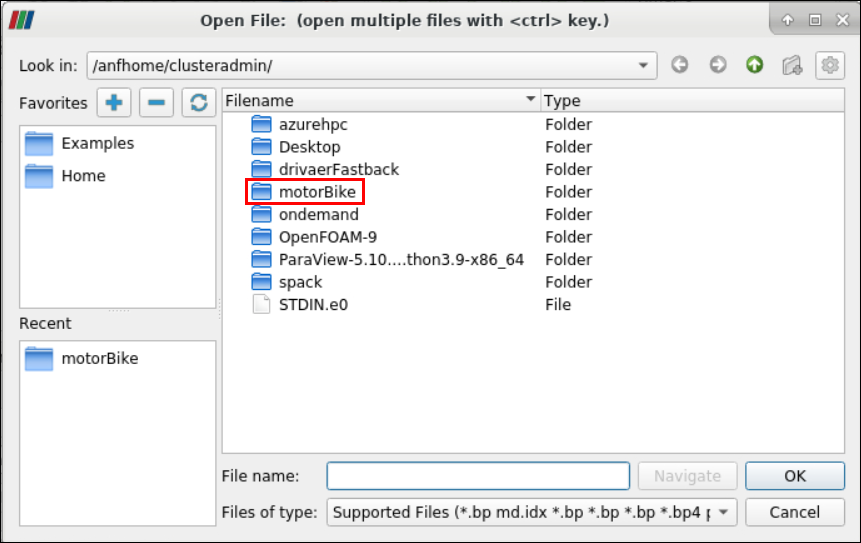 Open File:  (open multiple files with <ctrl> key.)
Look in: /anfhome/clusteradmin/
Favorites
Examples
Home
Recent
motorBike
Filename Type
azurehpc Folder
Desktop Folder
drivaerFastback Folder
motorBike Folder
ondemand Folder
OpenFOAM-9 Folder
ParaView-5.10....thon3.9-x86_64 Folder
spack Folder
STDIN.e0 File
File name: Navigate OK
Files of type: Supported Files (*.bp md.idx *.bp *.bp *.bp *.bp4 p Cancel